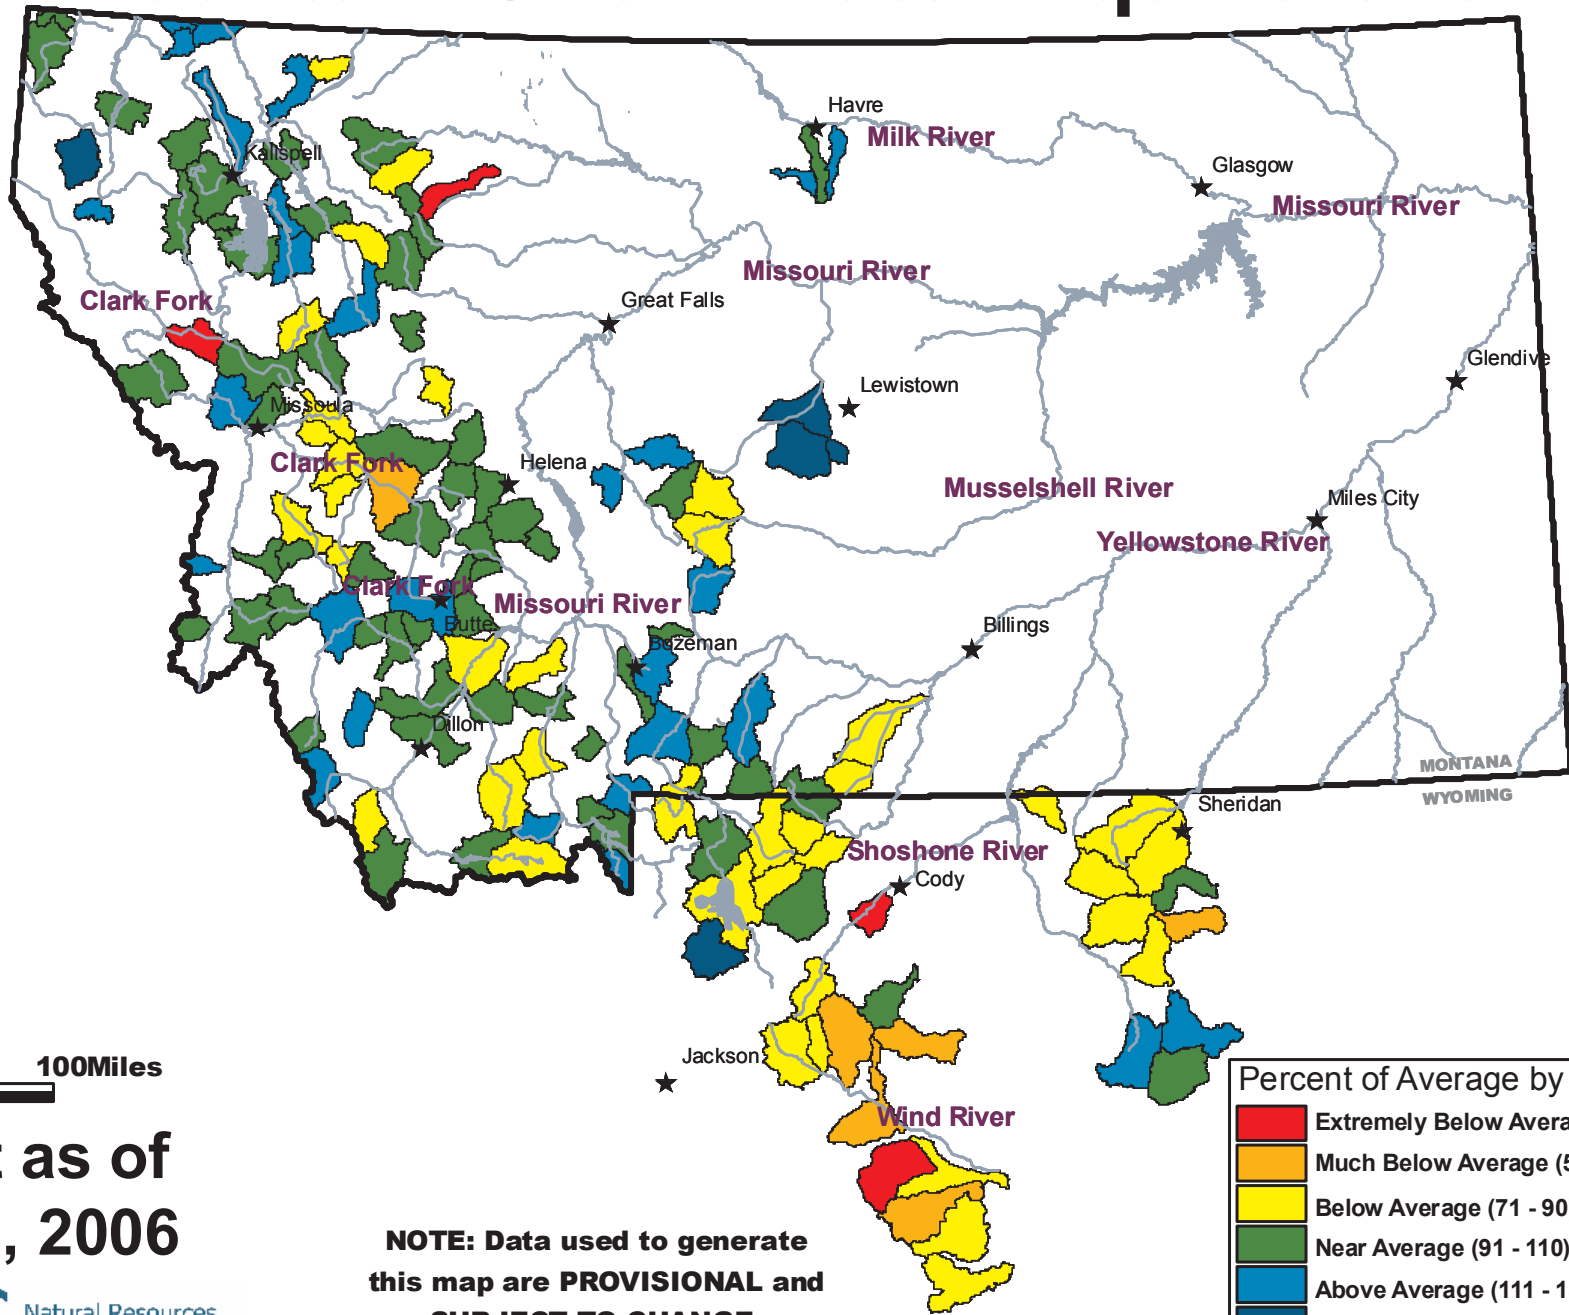 Havre
Milk River
Kalispell
Glasgow
Missouri River
Missouri River
Clark Fork
Great Falls
Glendive
Lewistown
Missoula
Clark Fork
Helena
Musselshell River
Miles City
Yellowstone River
Clark Fork
Missouri River
Butte
Billings
Bozeman
Dillon
MONTANA
WYOMING
Sheridan
Shoshone River
Cody
Jackson
100Miles
Wind River
Percent of Average by
Extremely Below Avera
Much Below Average (5
Below Average (71 - 90
Near Average (91 - 110)
Above Average (111 - 1
as of
, 2006
NOTE: Data used to generate
this map are PROVISIONAL and
SUBJECT TO CHANGE
Natural Resources